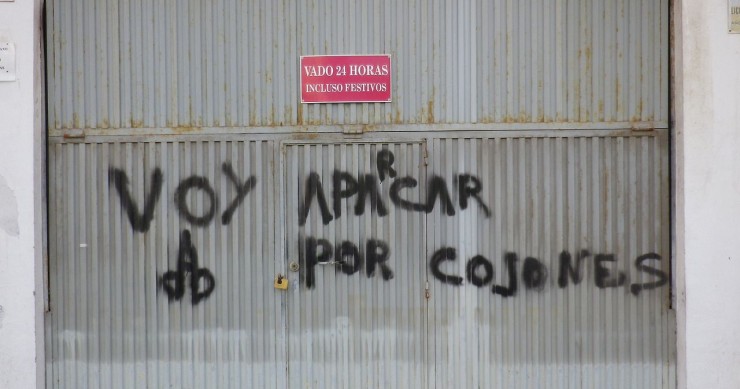 VADO 24 HORAS
INCLUSO FESTIVOS
VOY APARCAR
POR COJONES